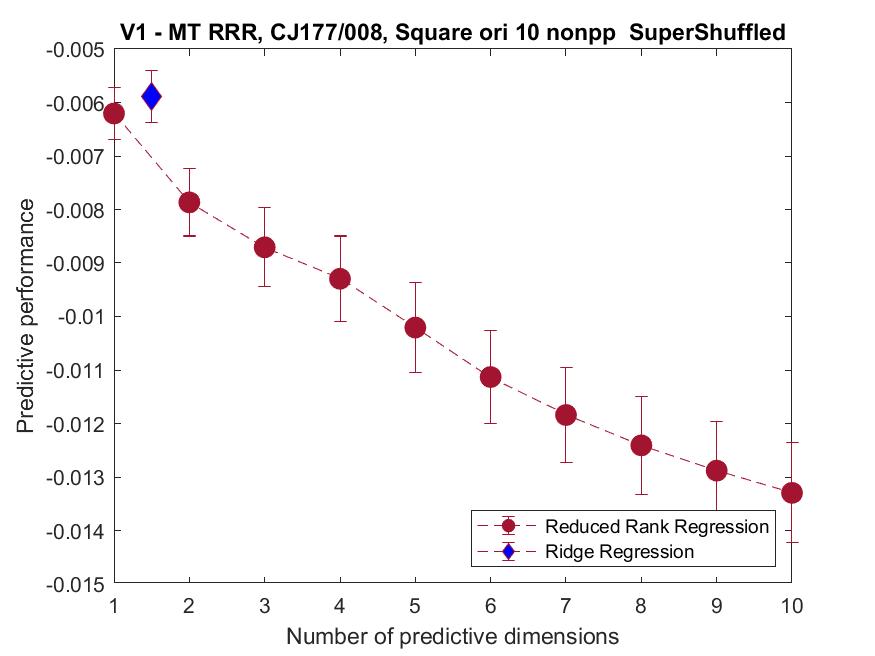 V1 - MT RRR, CJ177/008, Square ori 10 nonpp  SuperShuffled
-0.005
-0.006
-0.007
-0.008
-0.009
-0.01
-0.011
-0.012
-0.013
-0.014
-0.015
Predictive performance
Reduced Rank Regression
Ridge Regression
1 2 3 4 5 6 7 8 9 10
Number of predictive dimensions